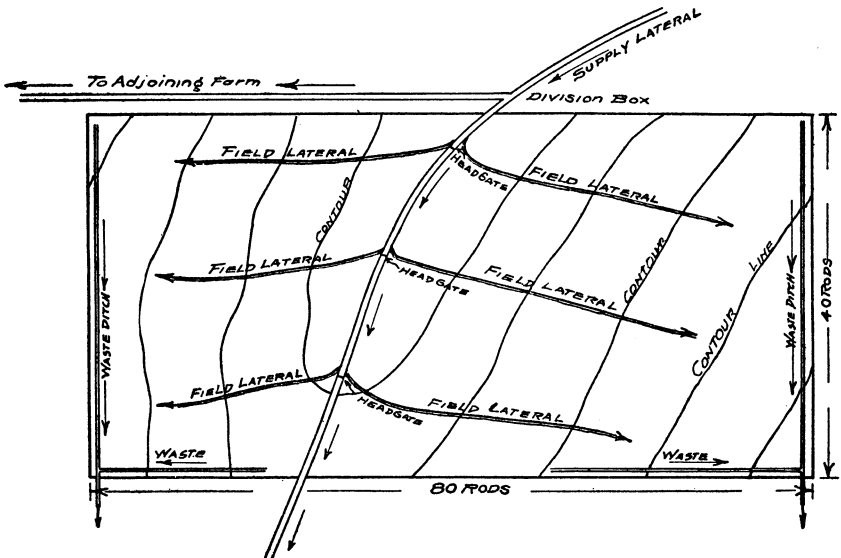 SUPPLY LATERAL
To Adjoining Farm
DIVISION BOX
FIELD LATERAL
HEADGATE
FIELD LATERAL
CONTOUR
FIELD LATERAL
HEADGATE
FIELD LATERAL
CONTOUR
LINE
CONTOUR
WASTE DITCH
WASTE DITCH
40 RODS
FIELD LATERAL
HEADGATE
FIELD LATERAL
WASTE
WASTE
80 RODS